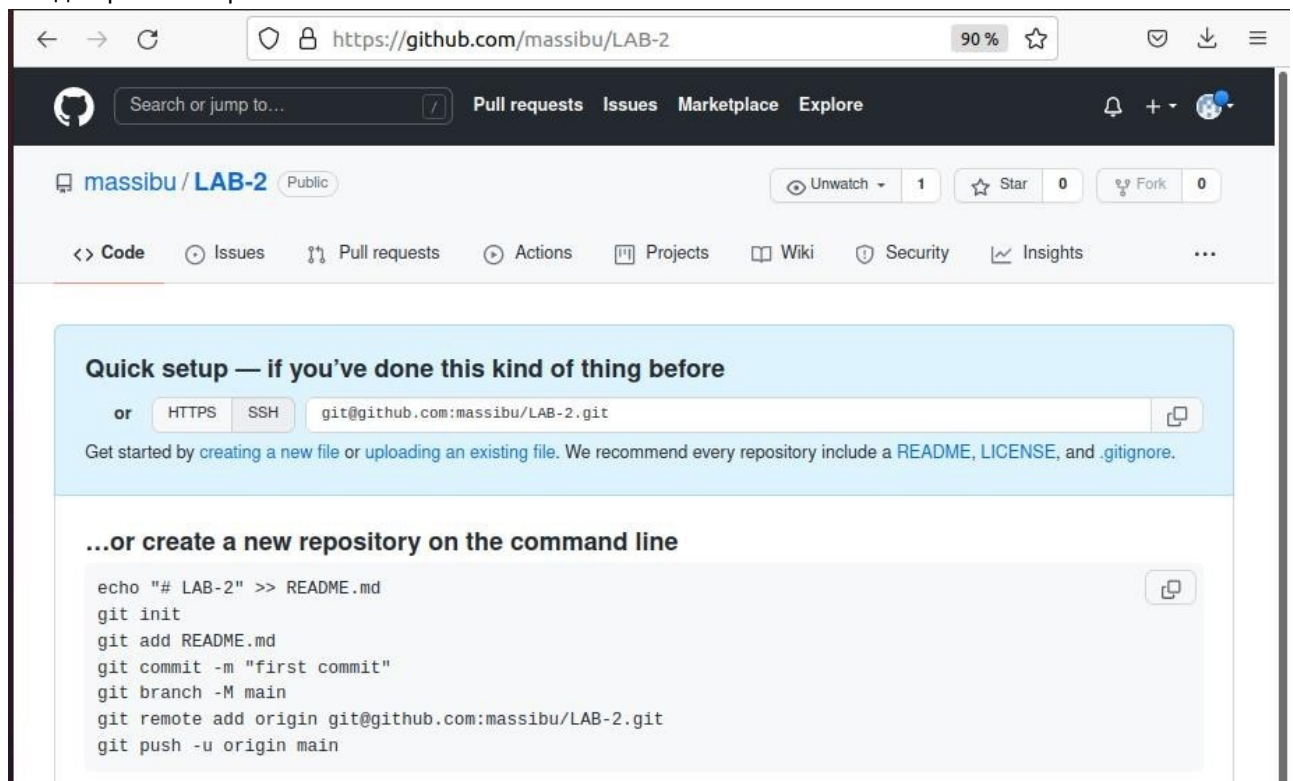 https://github.com/massibu/LAB-2
90 %
Search or jump to...
/
Pull requests Issues Marketplace Explore
massibu / LAB-2 Public
Unwatch 1
Star 0
Fork 0
<> Code Issues Pull requests Actions Projects Wiki Security Insights ...
Quick setup — if you’ve done this kind of thing before
or HTTPS SSH git@github.com:massibu/LAB-2.git
Get started by creating a new file or uploading an existing file. We recommend every repository include a README, LICENSE, and .gitignore.
…or create a new repository on the command line
echo "# LAB-2" >> README.md
git init
git add README.md
git commit -m "first commit"
git branch -M main
git remote add origin git@github.com:massibu/LAB-2.git
git push -u origin main